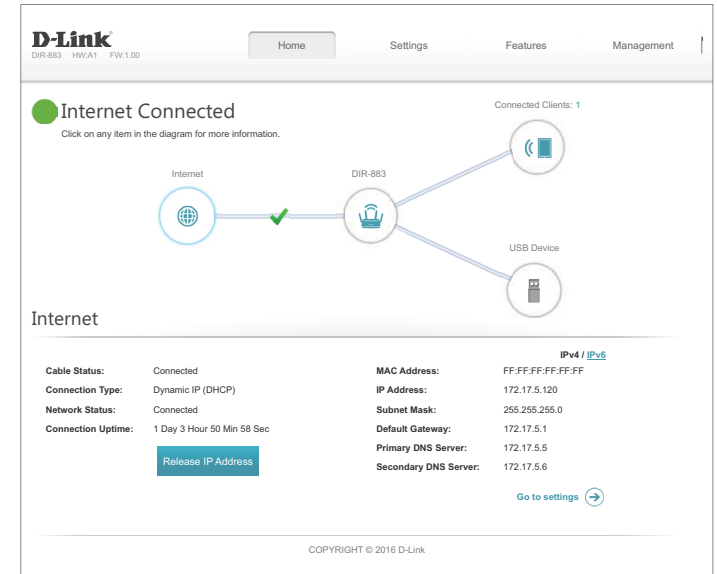 D-Link
DIR-883 HW:A1 FW:1.00
Home Settings Features Management
Internet Connected
Click on any item in the diagram for more information.
Connected Clients: 1
Internet
DIR-883
USB Device
Internet
IPv4 / IPv6
Cable Status: Connected
Connection Type: Dynamic IP (DHCP)
Network Status: Connected
Connection Uptime: 1 Day 3 Hour 50 Min 58 Sec
Release IP Address
MAC Address: FF:FF:FF:FF:FF:FF
IP Address: 172.17.5.120
Subnet Mask: 255.255.255.0
Default Gateway: 172.17.5.1
Primary DNS Server: 172.17.5.5
Secondary DNS Server: 172.17.5.6
Go to settings
COPYRIGHT © 2016 D-Link